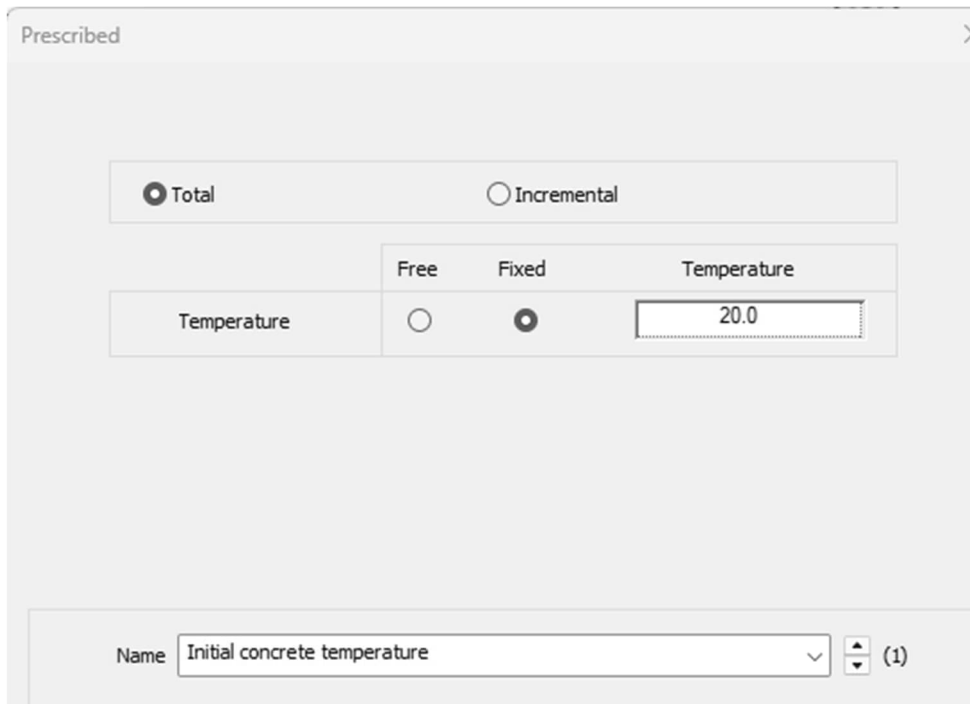 Prescribed
Total Incremental
Free Fixed Temperature
Temperature 20.0
Name Initial concrete temperature (1)